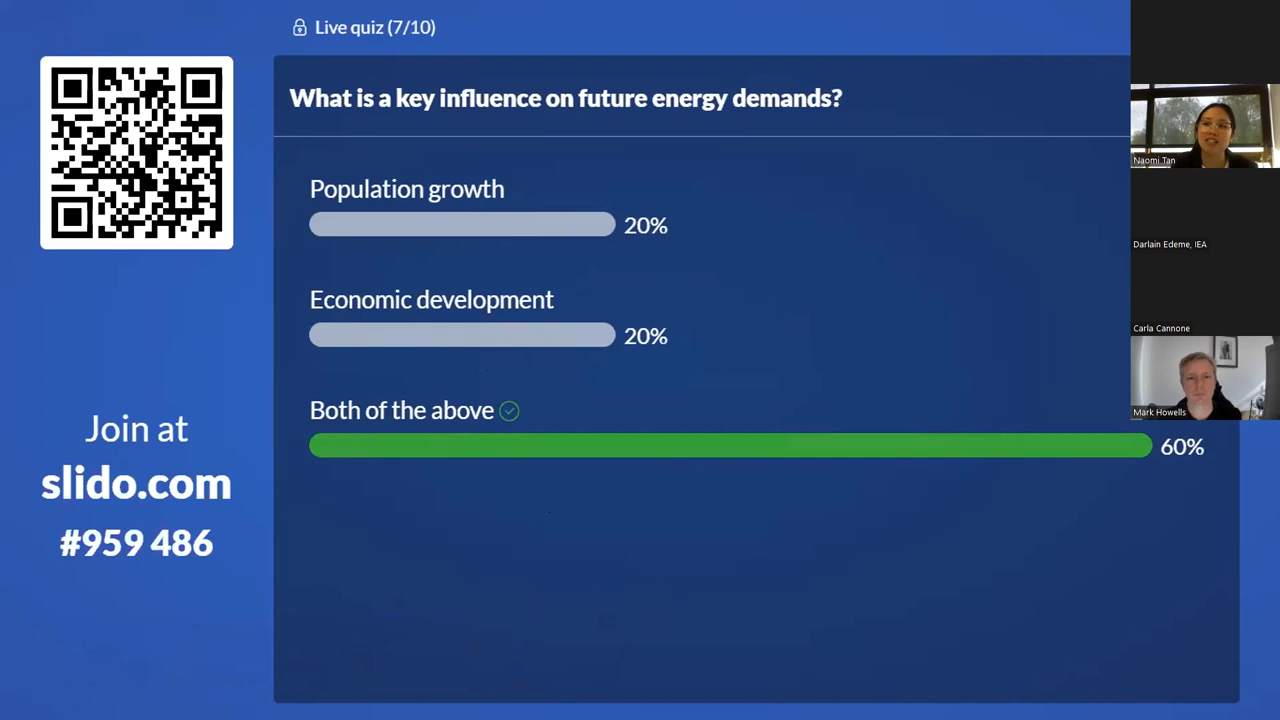 Live quiz (7/10)
What is a key influence on future energy demands?
Population growth
20%
Economic development
20%
Both of the above
60%
Join at
slido.com
#959 486
Naomi Tan
Darlain Edeme, IEA
Carla Cannone
Mark Howells